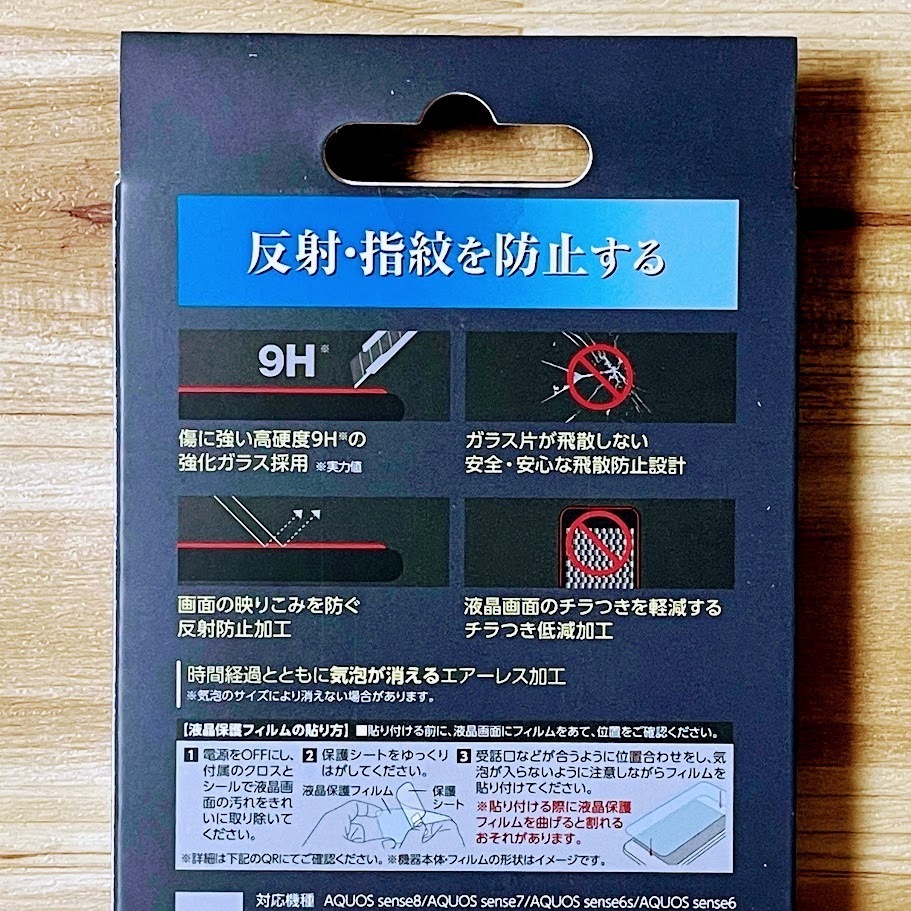 反射・指紋を防止する
9H※
傷に強い高硬度9H※の
強化ガラス採用 ※実力値
ガラス片が飛散しない
安全・安心な飛散防止設計
画面の映りこみを防ぐ
反射防止加工
液晶画面のチラつきを軽減する
チラつき低減加工
時間経過とともに気泡が消えるエアーレス加工
※気泡のサイズにより消えない場合があります。
【液晶保護フィルムの貼り方】 ■貼り付ける前に、液晶画面にフィルムをあて、位置をご確認ください。
1 電源をOFFにし、
付属のクロスと
シールで液晶画
面の汚れをきれ
いに取り除いて
ください。
2 保護シートをゆっくり
はがしてください。
液晶保護フィルム
保護
シート
3 受話口などが合うように位置合わせをし、気
泡が入らないように注意しながらフィルムを
貼り付けてください。
※貼り付ける際に液晶保護
フィルムを曲げると割れる
おそれがあります。
※詳細は下記のQRにてご確認ください。※機器本体・フィルムの形状はイメージです。
対応機種 AQUOS sense8/AQUOS sense7/AQUOS sense6s/AQUOS sense6